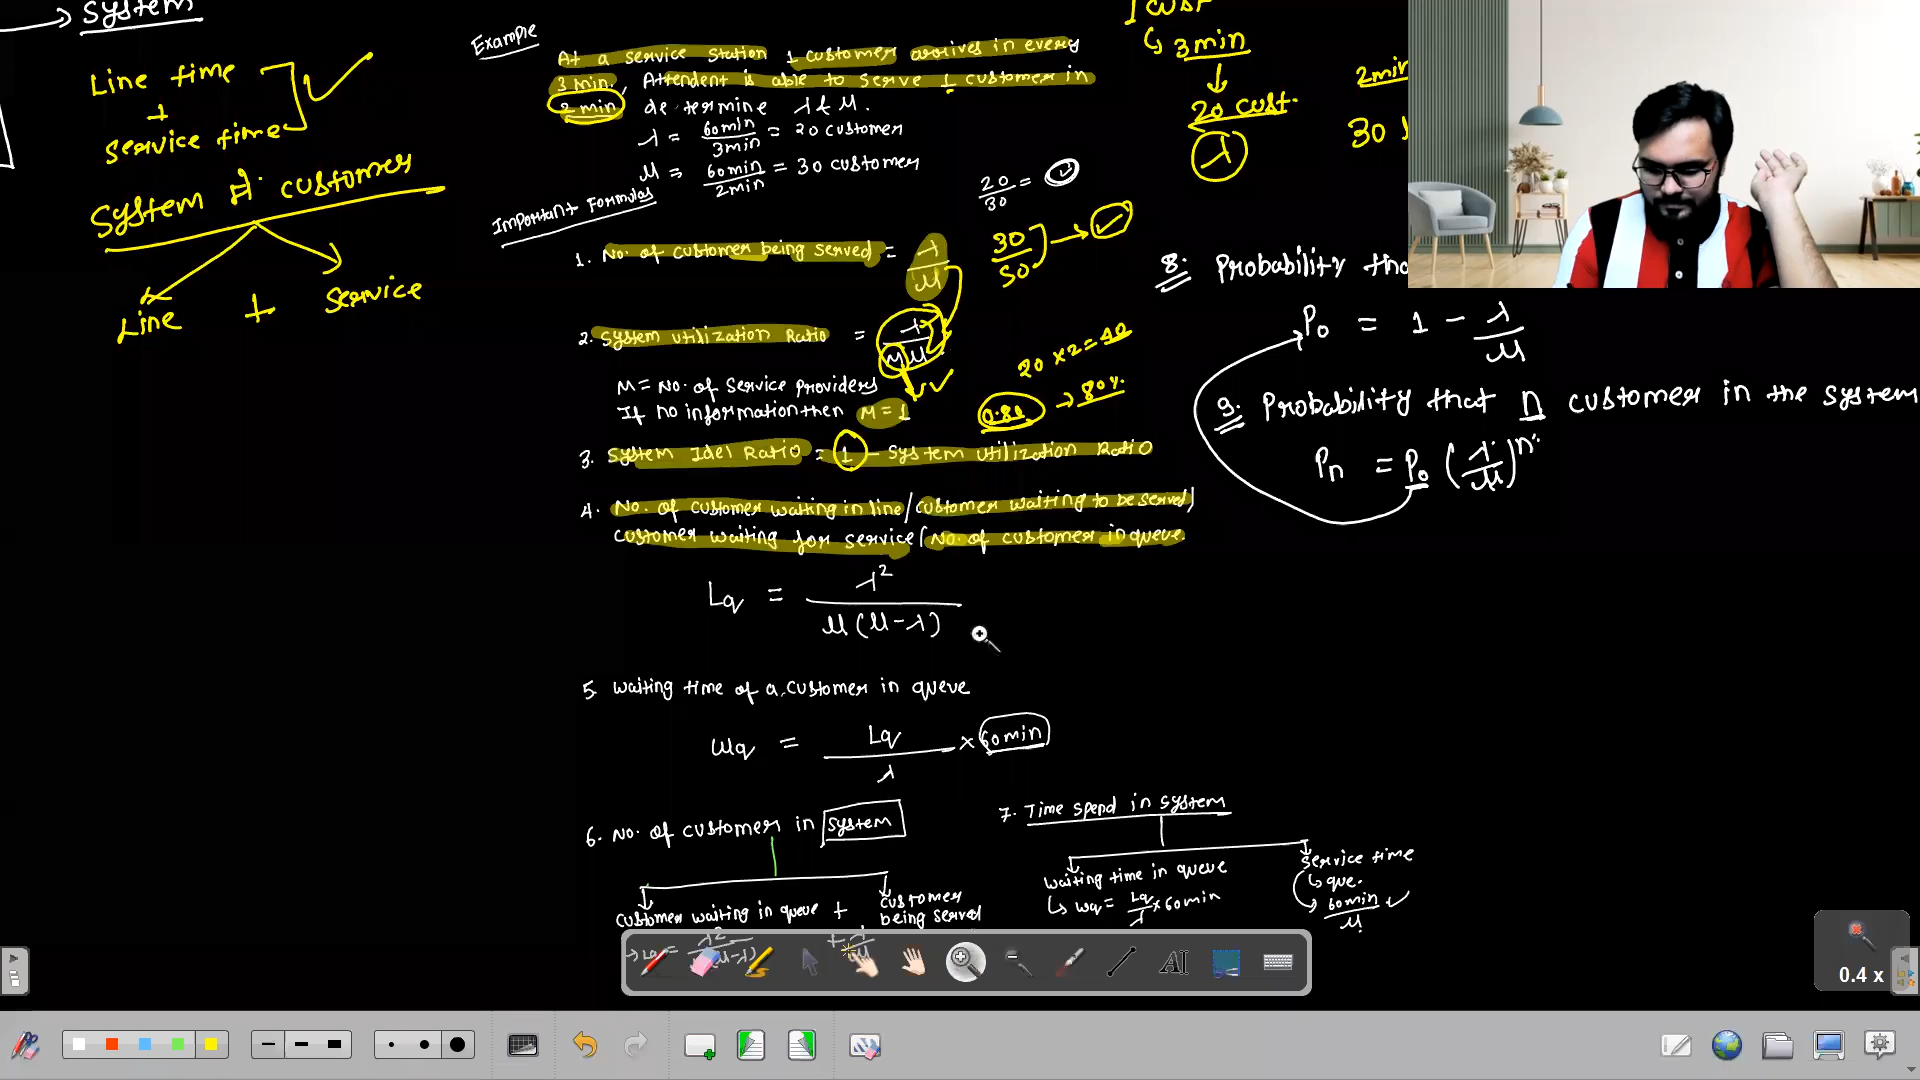 System
Line time
+
Service time
System of customer
Line + Service
Example
At a service station 1 customer arrives in every
3 min., Attendent is able to serve 1 customer in
2 min determine λ & μ.
λ = 60min/3min = 20 customer
μ = 60min/2min = 30 customer
Important Formulas
1. No. of customer being served = λ/μ
2. System utilization Ratio = λ/Mμ
M = No. of Service Providers
If no information then M = 1
3. System Idel Ratio = 1 - System utilization Ratio
4. No. of customer waiting in line/customer waiting to be served/
customer waiting for service/No. of customer in queue.
Lq = λ²/μ(μ-λ)
5. waiting time of a customer in queue
Wq = Lq/λ × 60min
6. No. of customer in System
customer waiting in queue + customer
being served
7. Time spend in system
waiting time in queue
↳ Wq = Lq/λ × 60min
Service time
↳ que.
↳ 60min/μ
20/30 =
30/50
20 × 2 = 40
0.80 → 80%
1 cust
↳ 3 min
↓
20 cust.
λ
2min
30
8. Probability tha
P₀ = 1 - λ/μ
9. Probability that n customer in the system
Pn = P₀ (λ/μ)ⁿ
AI
0.4 x